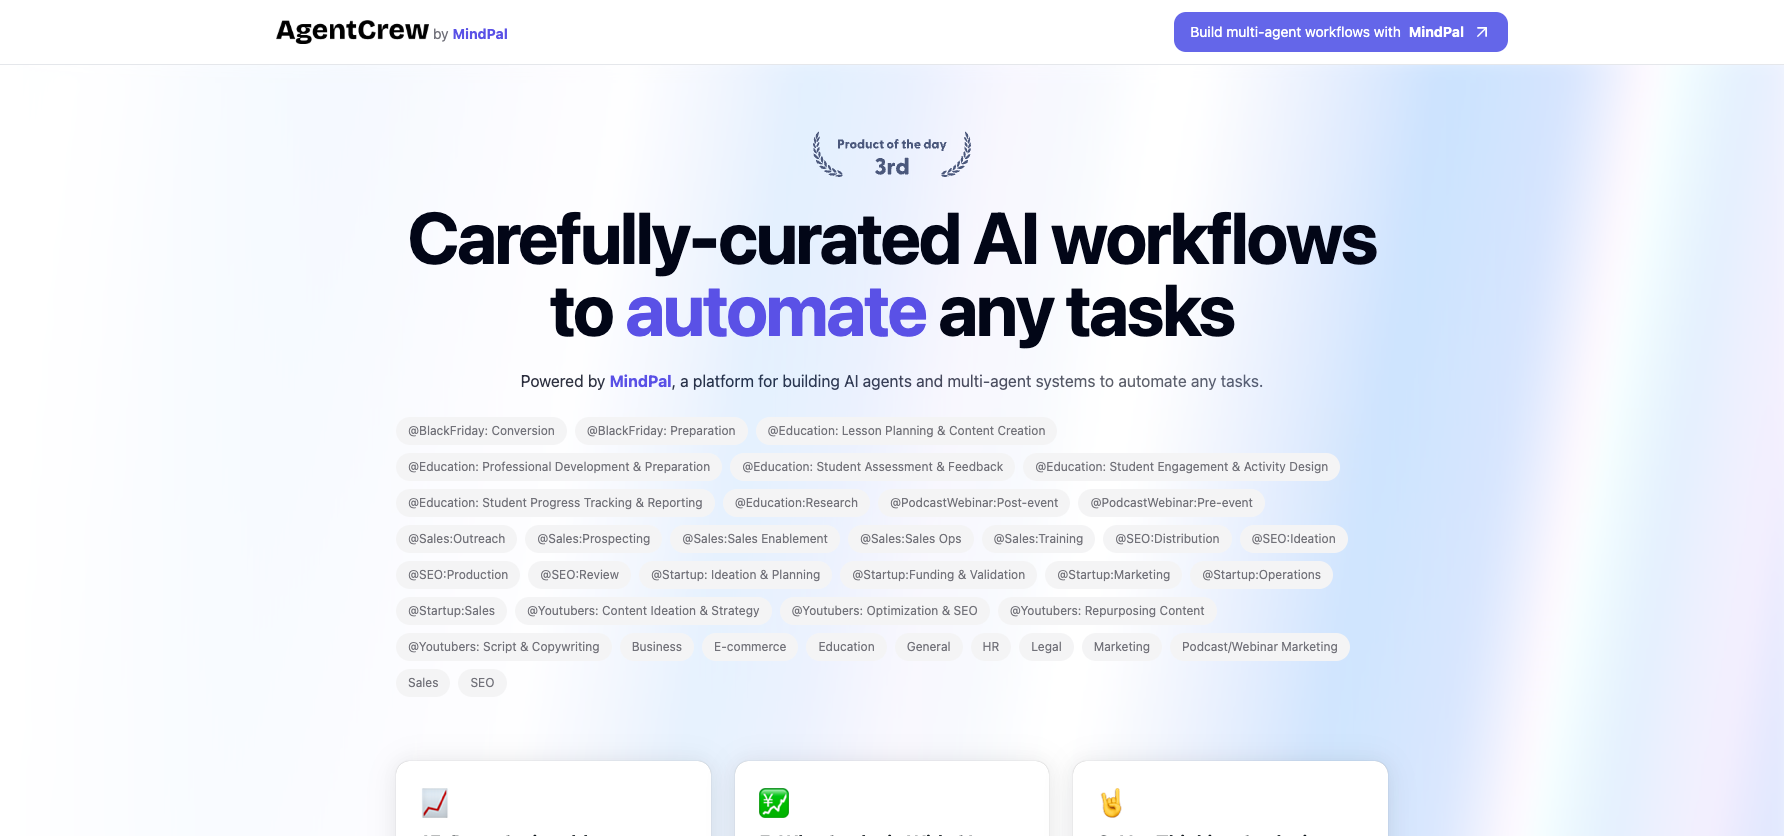 AgentCrew by MindPal
Build multi-agent workflows with MindPal
Product of the day
3rd
Carefully-curated AI workflows
to automate any tasks
Powered by MindPal, a platform for building AI agents and multi-agent systems to automate any tasks.
@BlackFriday: Conversion @BlackFriday: Preparation @Education: Lesson Planning & Content Creation
@Education: Professional Development & Preparation @Education: Student Assessment & Feedback @Education: Student Engagement & Activity Design
@Education: Student Progress Tracking & Reporting @Education:Research @PodcastWebinar:Post-event @PodcastWebinar:Pre-event
@Sales:Outreach @Sales:Prospecting @Sales:Sales Enablement @Sales:Sales Ops @Sales:Training @SEO:Distribution @SEO:Ideation
@SEO:Production @SEO:Review @Startup: Ideation & Planning @Startup:Funding & Validation @Startup:Marketing @Startup:Operations
@Startup:Sales @Youtubers: Content Ideation & Strategy @Youtubers: Optimization & SEO @Youtubers: Repurposing Content
@Youtubers: Script & Copywriting Business E-commerce Education General HR Legal Marketing Podcast/Webinar Marketing
Sales SEO